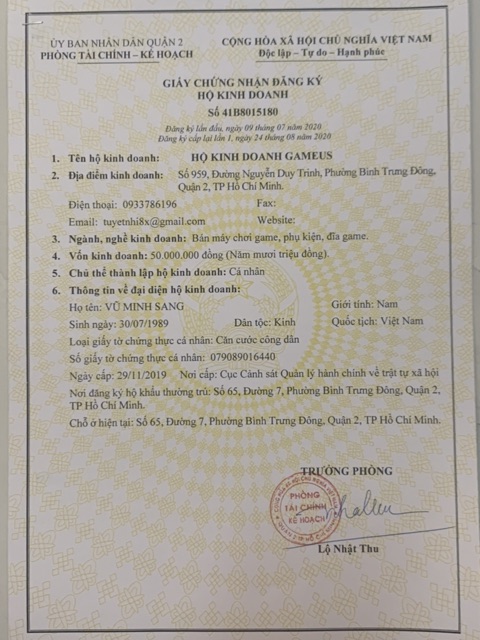 ỦY BAN NHÂN DÂN QUẬN 2
PHÒNG TÀI CHÍNH – KẾ HOẠCH
CỘNG HÒA XÃ HỘI CHỦ NGHĨA VIỆT NAM
Độc lập – Tự do – Hạnh phúc
GIẤY CHỨNG NHẬN ĐĂNG KÝ
HỘ KINH DOANH
Số 41B8015180
Đăng ký lần đầu, ngày 09 tháng 07 năm 2020
Đăng ký cấp lại lần 1, ngày 24 tháng 08 năm 2020
1. Tên hộ kinh doanh: HỘ KINH DOANH GAMEUS
2. Địa điểm kinh doanh: Số 959, Đường Nguyễn Duy Trinh, Phường Bình Trưng Đông,
Quận 2, TP Hồ Chí Minh.
Điện thoại: 0933786196 Fax:
Email: tuyetnhi8x@gmail.com Website:
3. Ngành, nghề kinh doanh: Bán máy chơi game, phụ kiện, đĩa game.
4. Vốn kinh doanh: 50.000.000 đồng (Năm mươi triệu đồng).
5. Chủ thể thành lập hộ kinh doanh: Cá nhân
6. Thông tin về đại diện hộ kinh doanh:
Họ tên: VŨ MINH SANG Giới tính: Nam
Sinh ngày: 30/07/1989 Dân tộc: Kinh Quốc tịch: Việt Nam
Loại giấy tờ chứng thực cá nhân: Căn cước công dân
Số giấy tờ chứng thực cá nhân: 079089016440
Ngày cấp: 29/11/2019 Nơi cấp: Cục Cảnh sát Quản lý hành chính về trật tự xã hội
Nơi đăng ký hộ khẩu thường trú: Số 65, Đường 7, Phường Bình Trưng Đông, Quận 2,
TP Hồ Chí Minh.
Chỗ ở hiện tại: Số 65, Đường 7, Phường Bình Trưng Đông, Quận 2, TP Hồ Chí Minh.
TRƯỞNG PHÒNG
PHÒNG
TÀI CHÍNH
KẾ HOẠCH
Lộ Nhật Thu